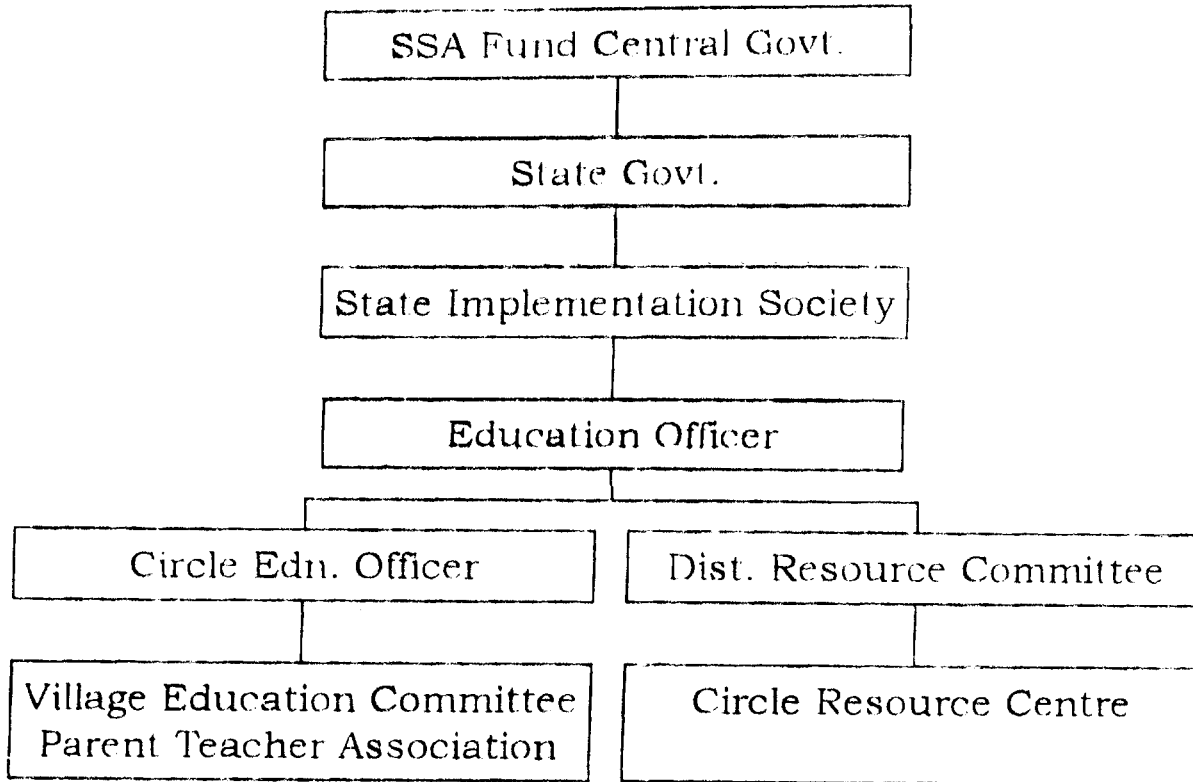 SSA Fund Central Govt.
State Govt.
State Implementation Society
Education Officer
Circle Edn. Officer
Dist. Resource Committee
Village Education Committee
Parent Teacher Association
Circle Resource Centre